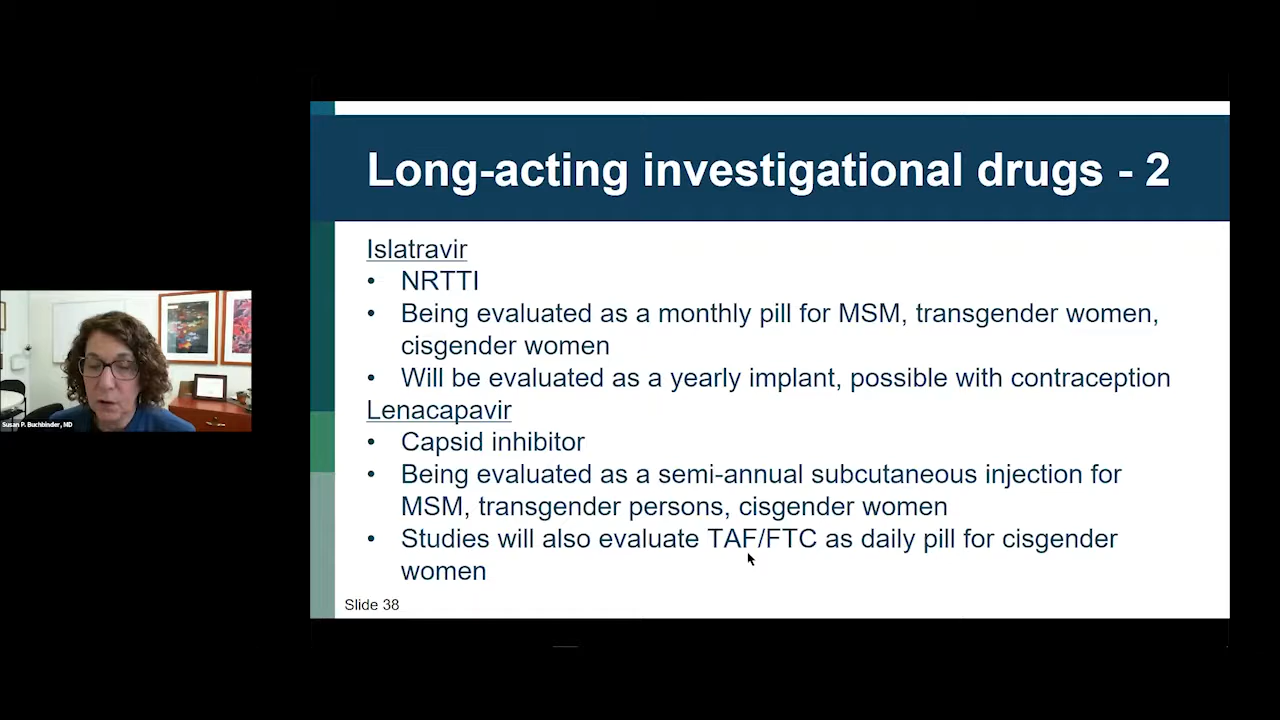 Long-acting investigational drugs - 2
Islatravir
• NRTTI
• Being evaluated as a monthly pill for MSM, transgender women,
cisgender women
• Will be evaluated as a yearly implant, possible with contraception
Lenacapavir
• Capsid inhibitor
• Being evaluated as a semi-annual subcutaneous injection for
MSM, transgender persons, cisgender women
• Studies will also evaluate TAF/FTC as daily pill for cisgender
women
Slide 38
Susan P. Buchbinder, MD